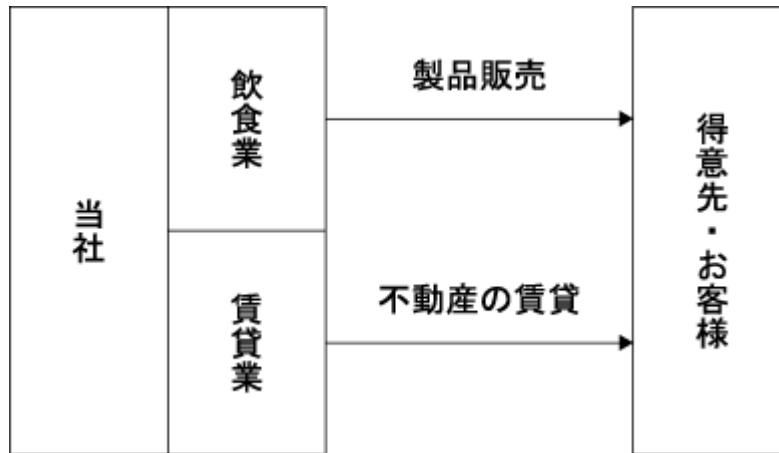 当社
飲食業
製品販売
賃貸業
不動産の賃貸
得意先・お客様